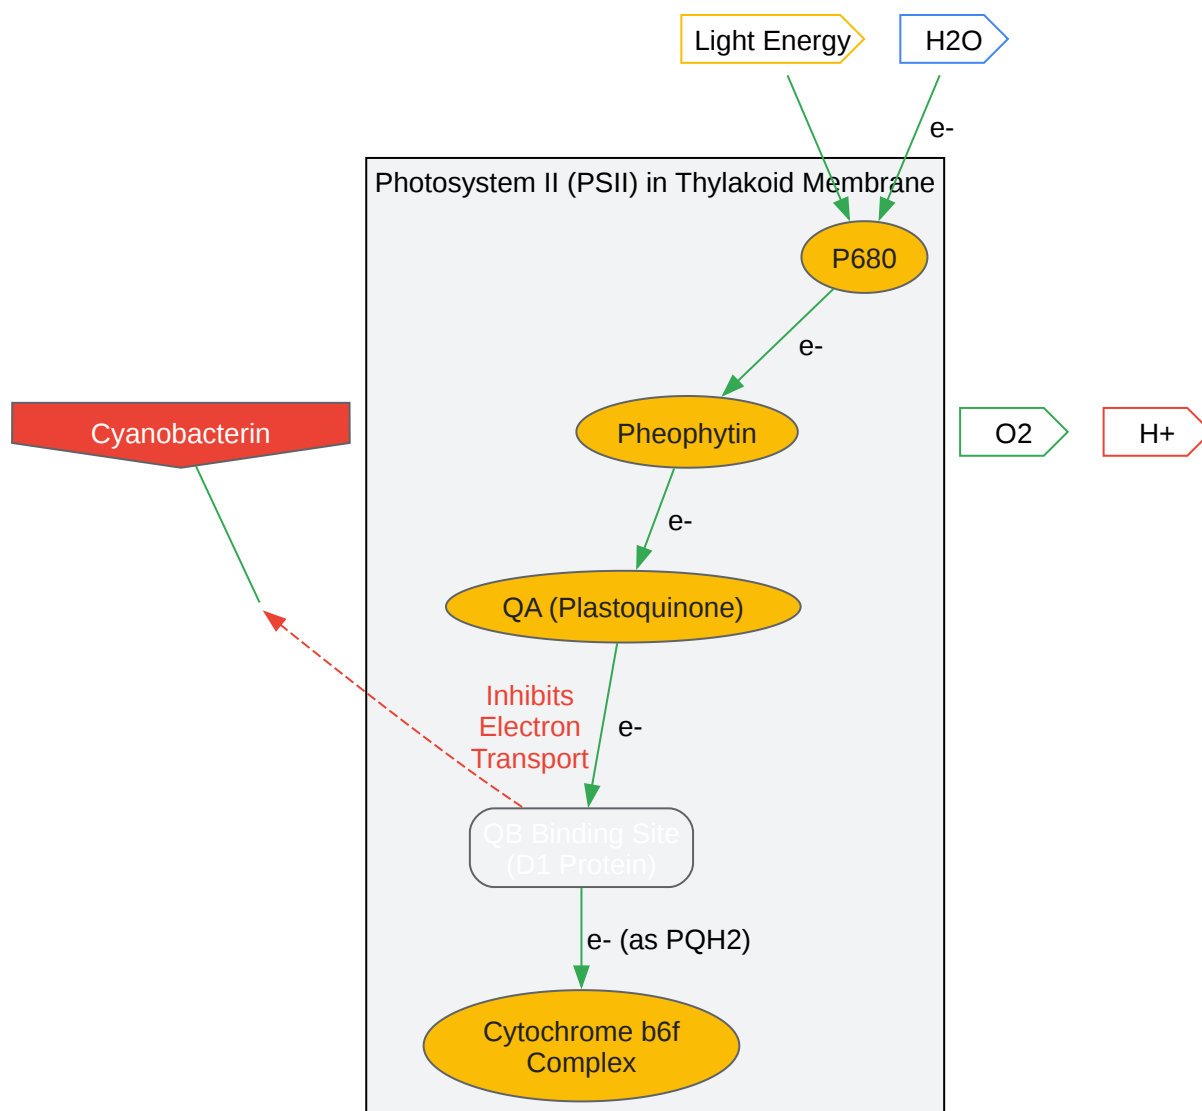 Light Energy
H2O
e-
Photosystem II (PSII) in Thylakoid Membrane
P680
e-
Cyanobacterin
Pheophytin
O2
H+
e-
QA (Plastoquinone)
Inhibits
Electron
Transport
e-
QB Binding Site
(D1 Protein)
e- (as PQH2)
Cytochrome b6f
Complex